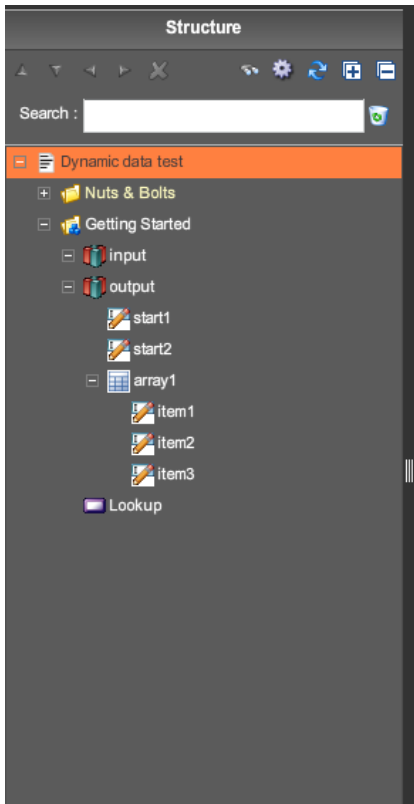 Structure
Search :
Dynamic data test
Nuts & Bolts
Getting Started
input
output
start1
start2
array1
item1
item2
item3
Lookup